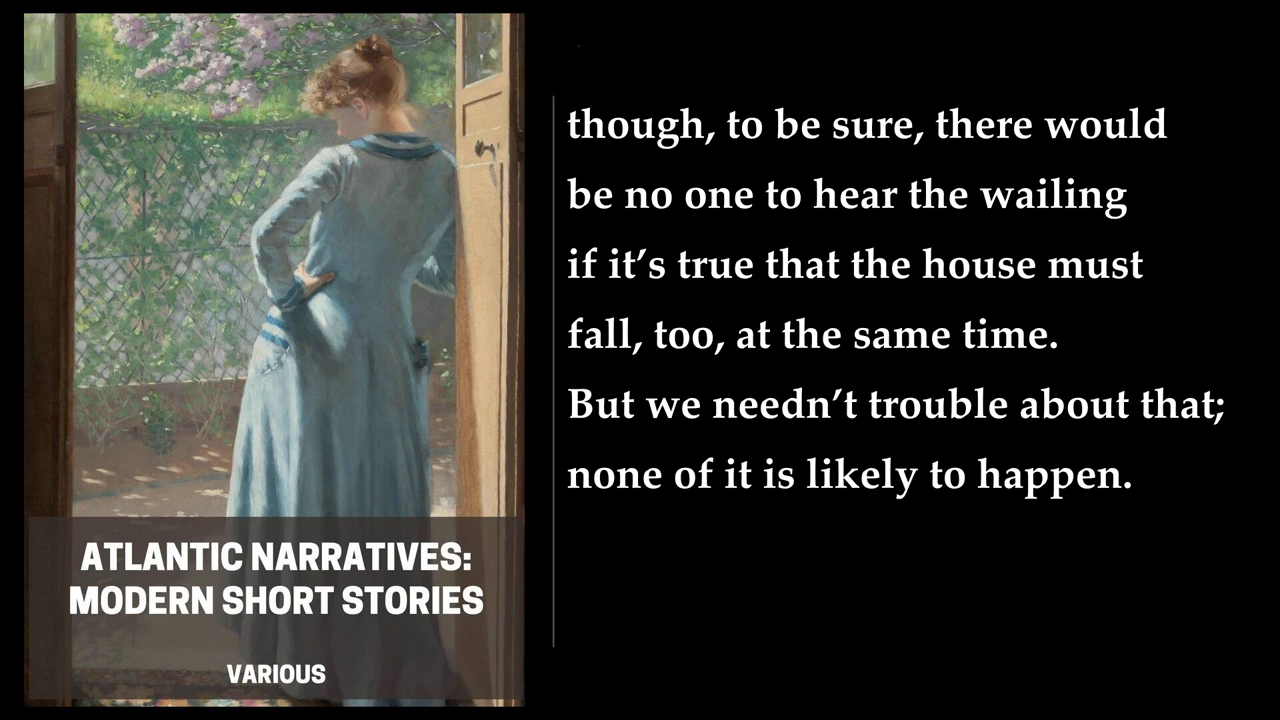 though, to be sure, there would
be no one to hear the wailing
if it’s true that the house must
fall, too, at the same time.
But we needn’t trouble about that;
none of it is likely to happen.
ATLANTIC NARRATIVES:
MODERN SHORT STORIES
VARIOUS